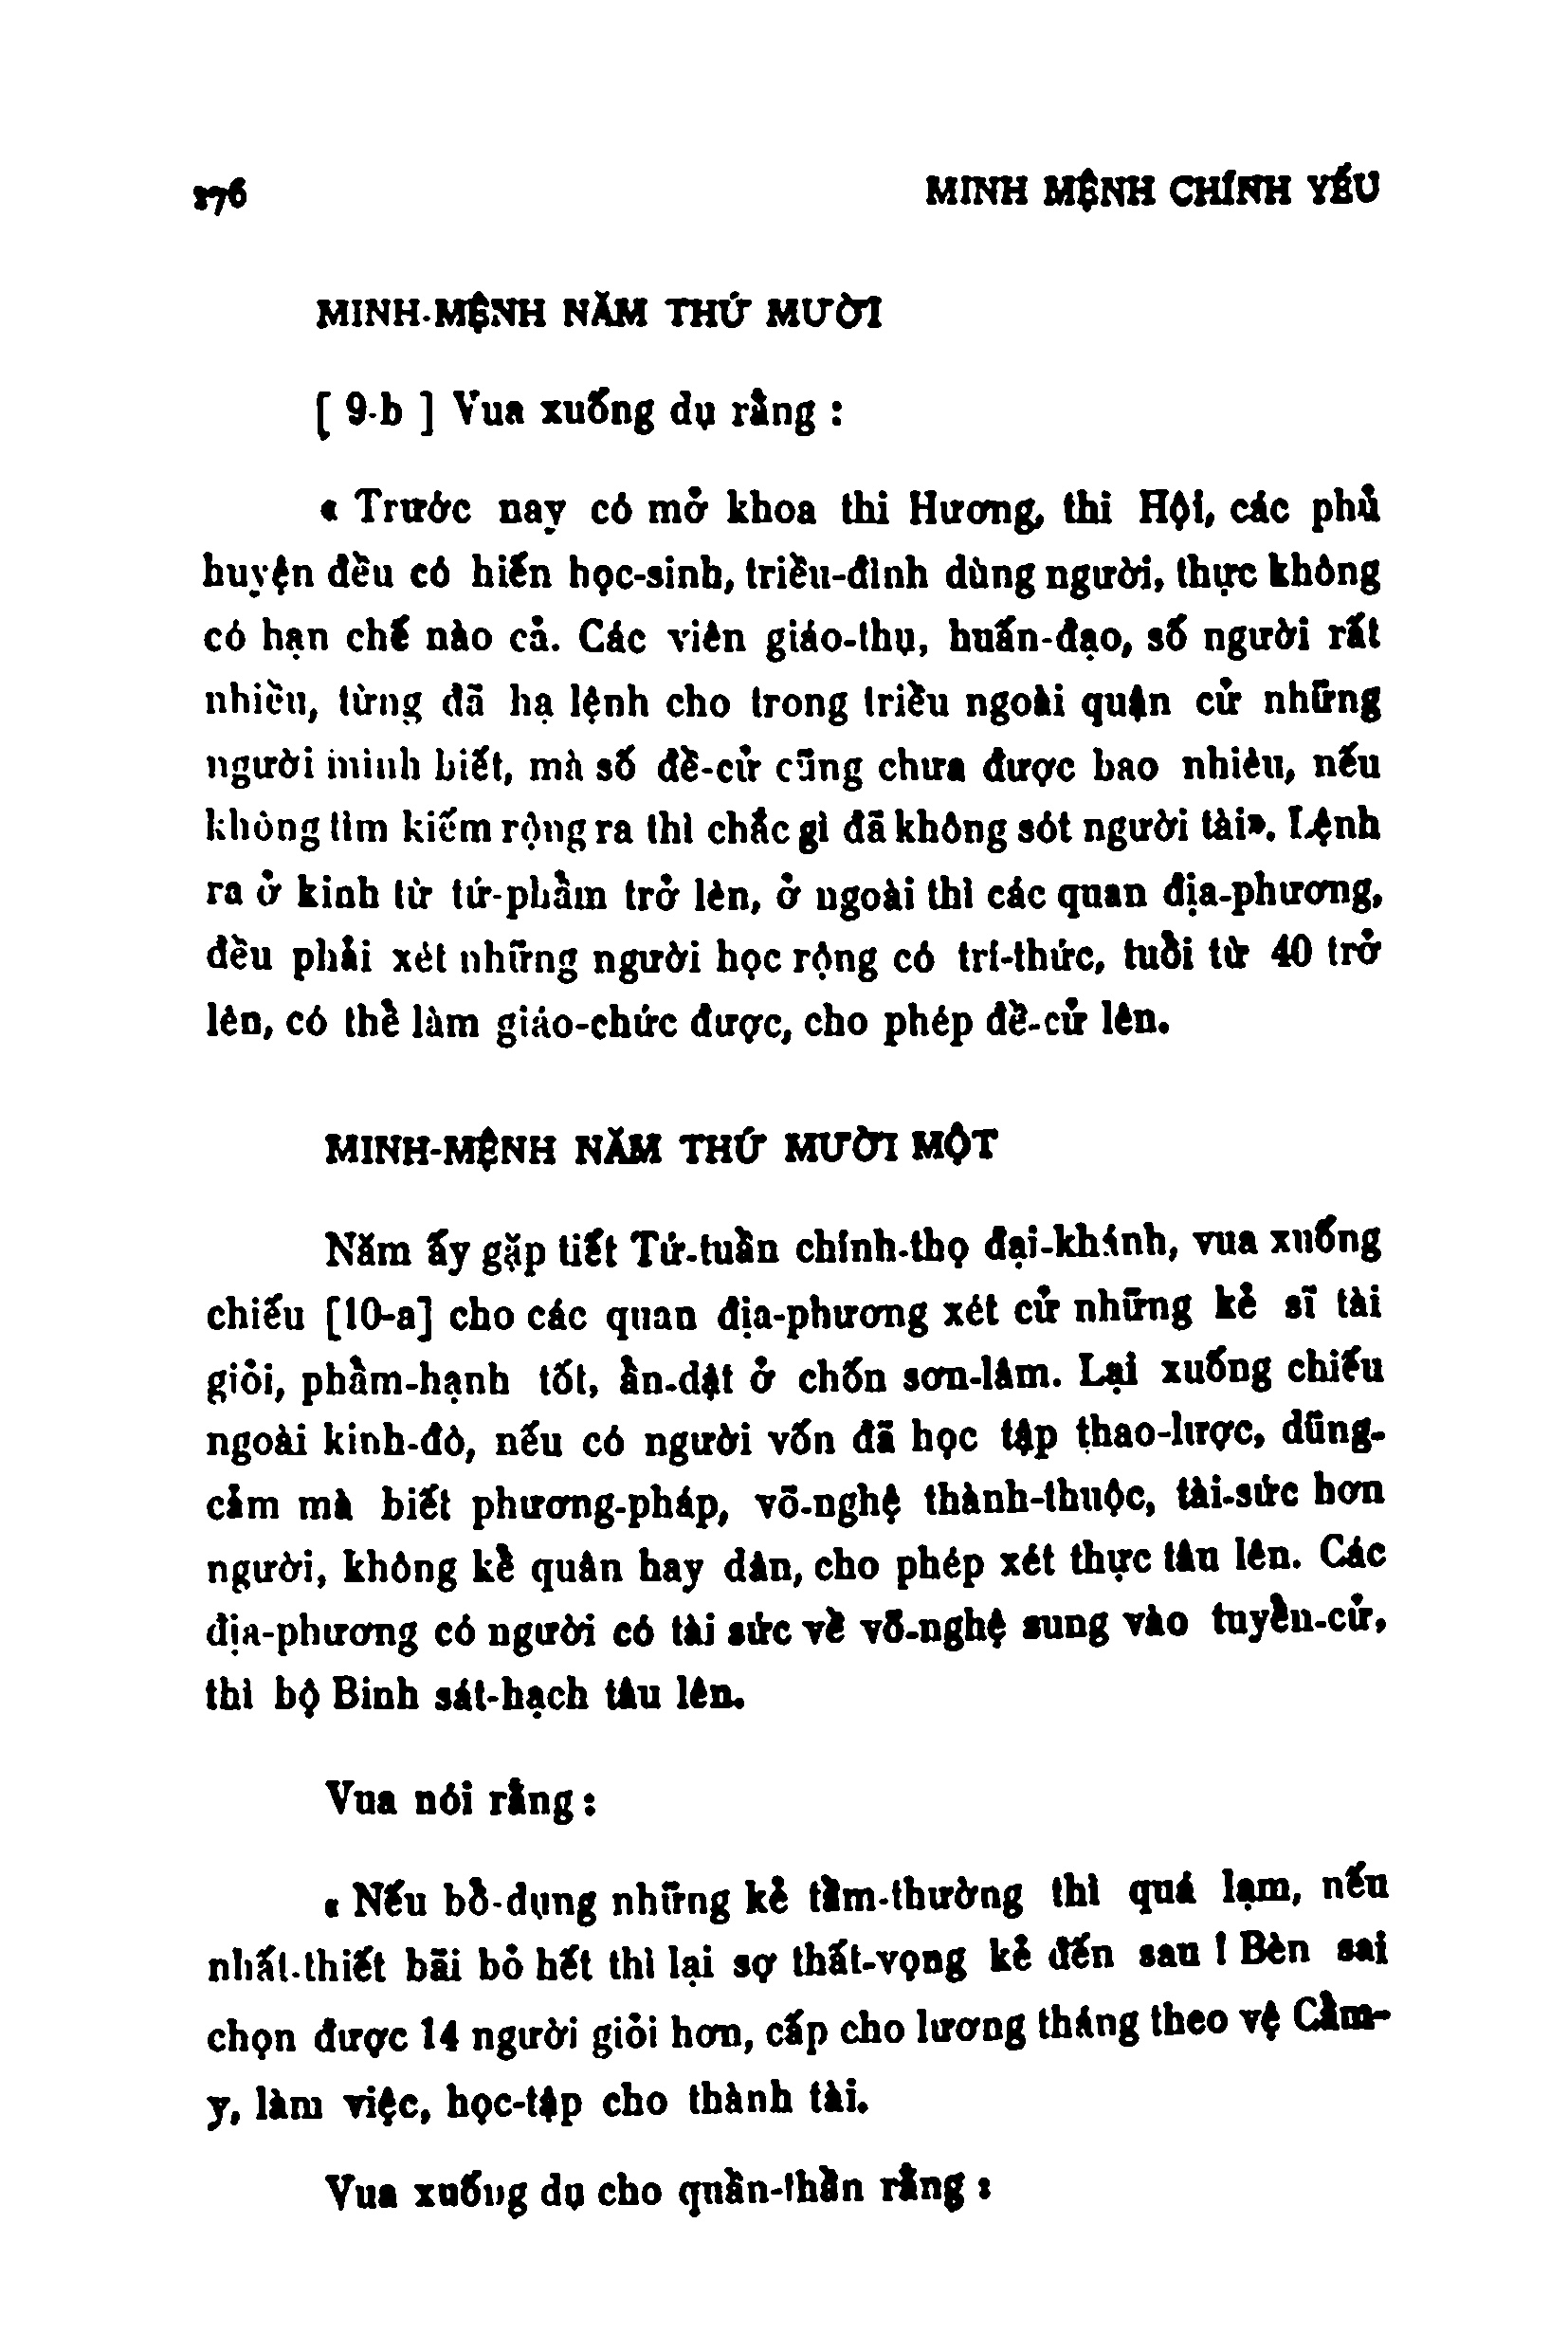 176 MINH MỆNH CHÍNH YẾU
MINH-MỆNH NĂM THỨ MƯỜI
[ 9-b ] Vua xuống dụ rằng :
« Trước nay có mở khoa thi Hương, thi Hội, các phủ
huyện đều có hiến học-sinh, triều-đình dùng người, thực không
có hạn chế nào cả. Các viên giáo-thụ, huấn-đạo, số người rất
nhiều, từng đã hạ lệnh cho trong triều ngoài quận cử những
người mình biết, mà số đề-cử cũng chưa được bao nhiêu, nếu
không tìm kiếm rộng ra thì chắc gì đã không sót người tài». Lệnh
ra ở kinh từ tứ-phẩm trở lên, ở ngoài thì các quan địa-phương,
đều phải xét những người học rộng có trí-thức, tuổi từ 40 trở
lên, có thể làm giáo-chức được, cho phép đề-cử lên.
MINH-MỆNH NĂM THỨ MƯỜI MỘT
Năm ấy gặp tiết Tứ-tuần chính-thọ đại-khánh, vua xuống
chiếu [10-a] cho các quan địa-phương xét cử những kẻ sĩ tài
giỏi, phẩm-hạnh tốt, ẩn-dật ở chốn sơn-lâm. Lại xuống chiếu
ngoài kinh-đô, nếu có người vốn đã học tập thao-lược, dũng-
cảm mà biết phương-pháp, võ-nghệ thành-thuộc, tài-sức hơn
người, không kể quân hay dân, cho phép xét thực tâu lên. Các
địa-phương có người có tài sức về võ-nghệ sung vào tuyển-cử,
thì bộ Binh sát-hạch tâu lên.
Vua nói rằng :
« Nếu bổ-dụng những kẻ tầm-thường thì quá lạm, nếu
nhất-thiết bãi bỏ hết thì lại sợ thất-vọng kẻ đến sau ! Bèn sai
chọn được 14 người giỏi hơn, cấp cho lương tháng theo vệ Cẩm-
y, làm việc, học-tập cho thành tài.
Vua xuống dụ cho quần-thần rằng :